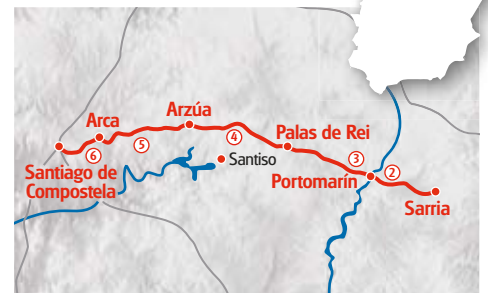 Arzúa
Arca
④
Palas de Rei
⑤
⑥
Santiso
③
Santiago de
Compostela
Portomarín
②
Sarria